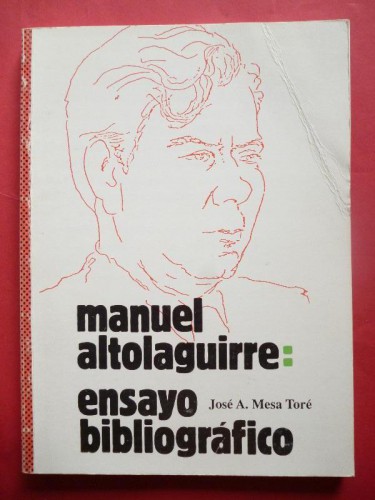 manuel
altolaguirre:
ensayo
José A. Mesa Toré
bibliográfico